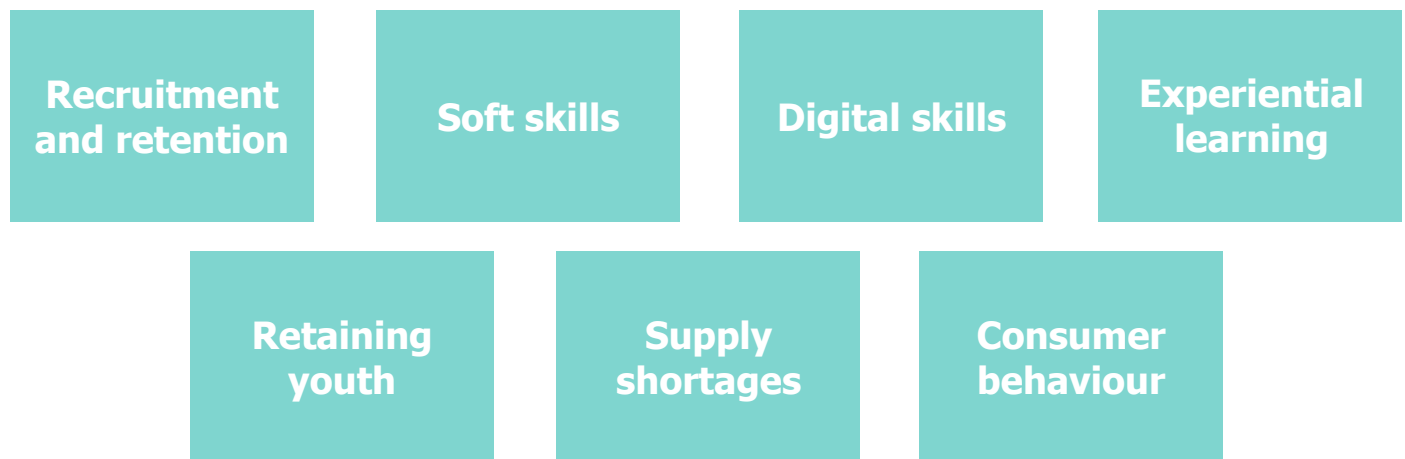 Recruitment
and retention
Soft skills
Digital skills
Experiential
learning
Retaining
youth
Supply
shortages
Consumer
behaviour